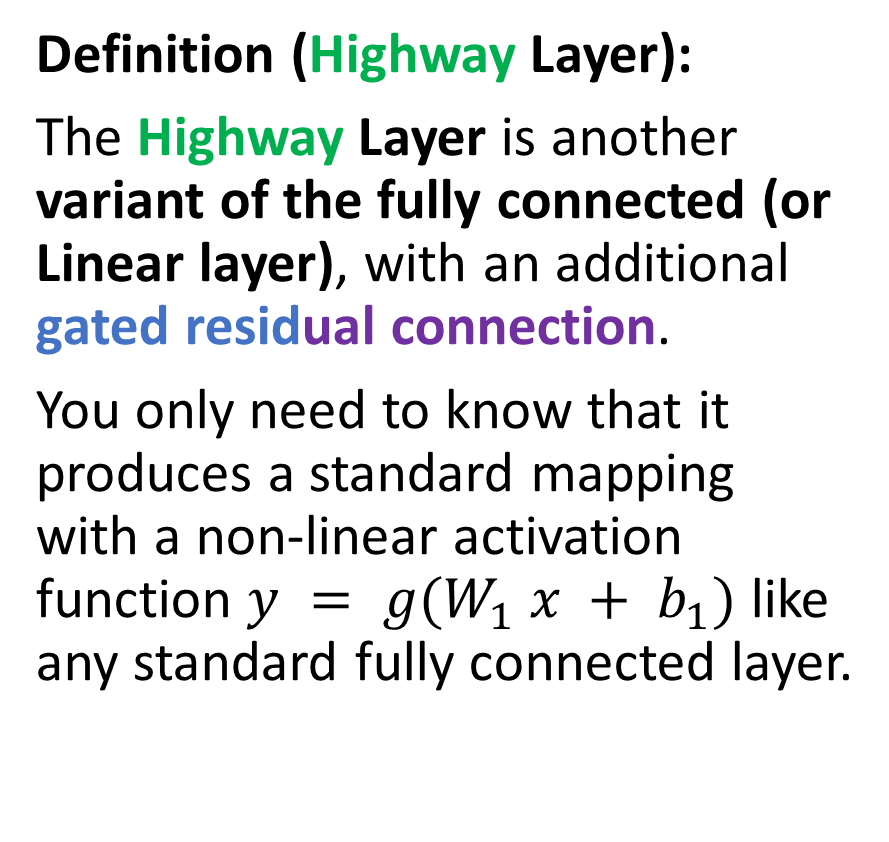 Definition (Highway Layer):
The Highway Layer is another
variant of the fully connected (or
Linear layer), with an additional
gated residual connection.
You only need to know that it
produces a standard mapping
with a non-linear activation
function y = g(W₁ x + b₁) like
any standard fully connected layer.